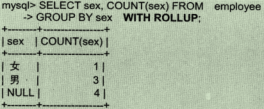 mysql> SELECT sex, COUNT(sex) FROM employee
-> GROUP BY sex WITH ROLLUP;
+--------+----------------+
| sex | COUNT(sex) |
+--------+----------------+
| 女 | 1 |
| 男 | 3 |
| NULL | 4 |
+--------+----------------+